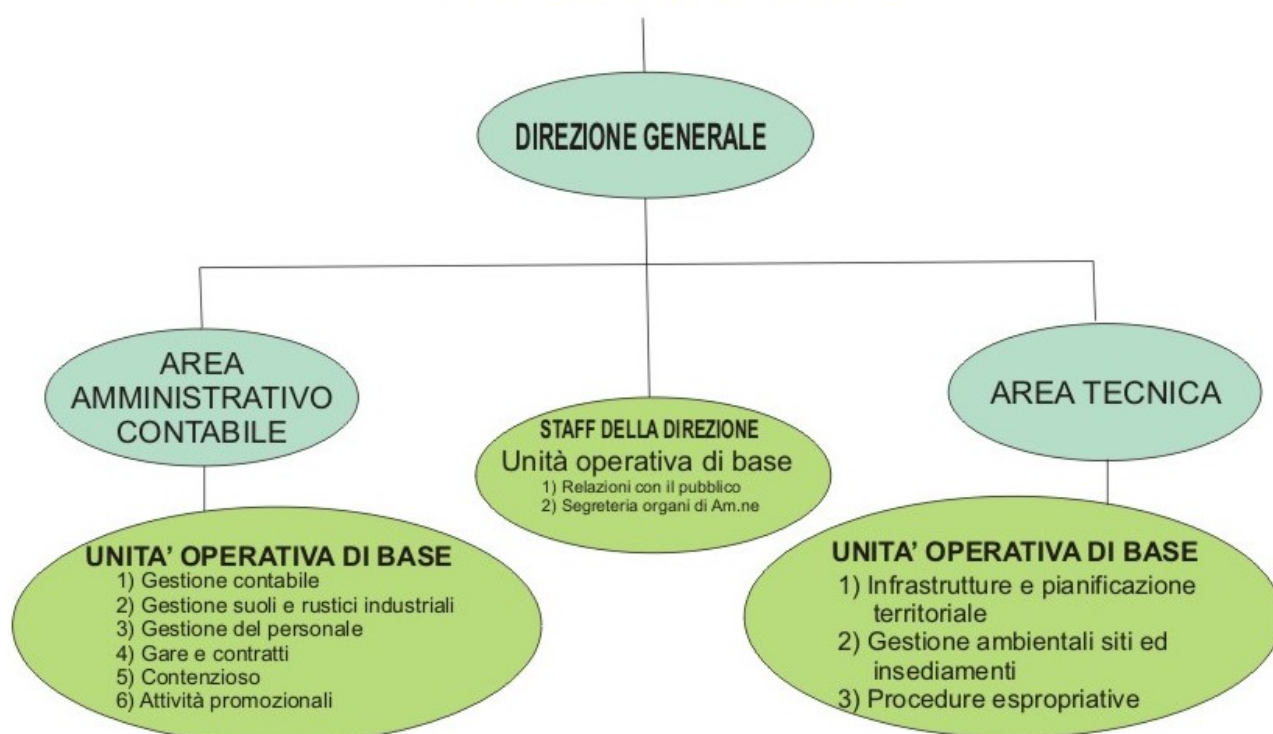 DIREZIONE GENERALE
AREA
AMMINISTRATIVO
CONTABILE
STAFF DELLA DIREZIONE
Unità operativa di base
1) Relazioni con il pubblico
2) Segreteria organi di Am.ne
AREA TECNICA
UNITA’ OPERATIVA DI BASE
1) Gestione contabile
2) Gestione suoli e rustici industriali
3) Gestione del personale
4) Gare e contratti
5) Contenzioso
6) Attività promozionali
UNITA’ OPERATIVA DI BASE
1) Infrastrutture e pianificazione
territoriale
2) Gestione ambientali siti ed
insediamenti
3) Procedure espropriative